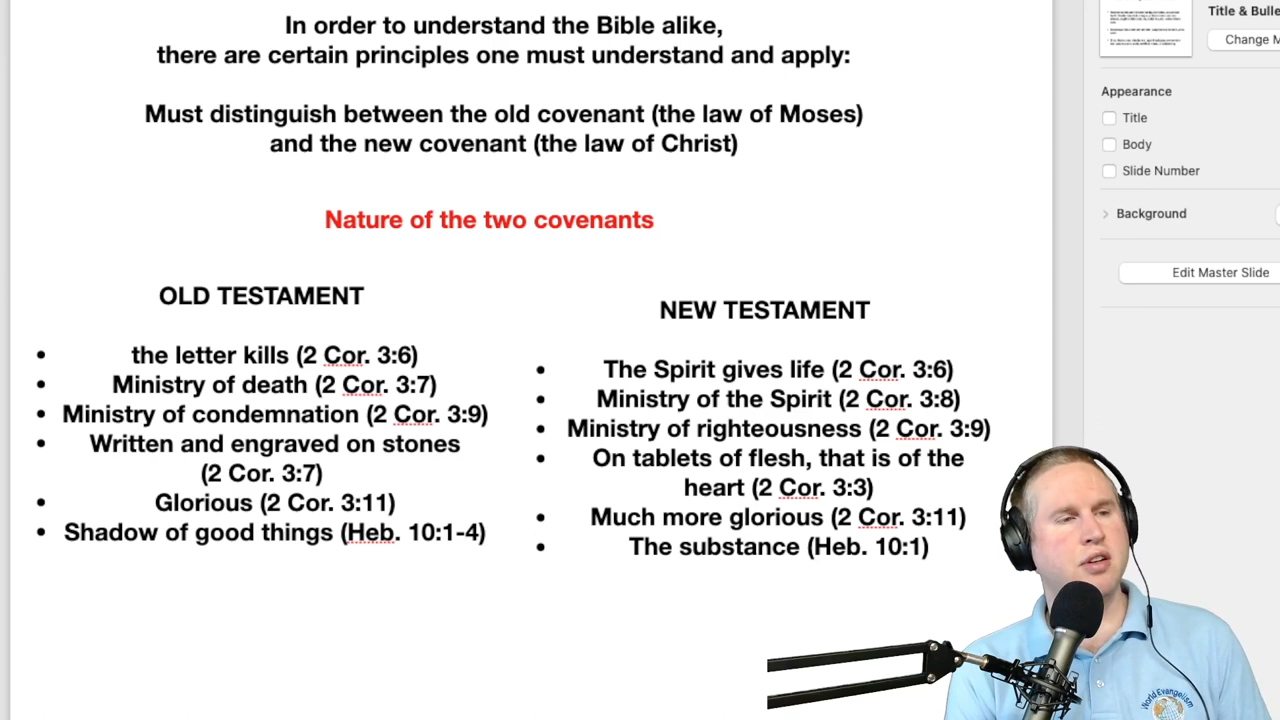 In order to understand the Bible alike,
there are certain principles one must understand and apply:
Must distinguish between the old covenant (the law of Moses)
and the new covenant (the law of Christ)
Nature of the two covenants
OLD TESTAMENT
• the letter kills (2 Cor. 3:6)
• Ministry of death (2 Cor. 3:7)
• Ministry of condemnation (2 Cor. 3:9)
• Written and engraved on stones
(2 Cor. 3:7)
• Glorious (2 Cor. 3:11)
• Shadow of good things (Heb. 10:1-4)
NEW TESTAMENT
• The Spirit gives life (2 Cor. 3:6)
• Ministry of the Spirit (2 Cor. 3:8)
• Ministry of righteousness (2 Cor. 3:9)
• On tablets of flesh, that is of the
heart (2 Cor. 3:3)
• Much more glorious (2 Cor. 3:11)
• The substance (Heb. 10:1)
Title & Bulle
Change M
Appearance
Title
Body
Slide Number
Background
Edit Master Slide
World Evangelism